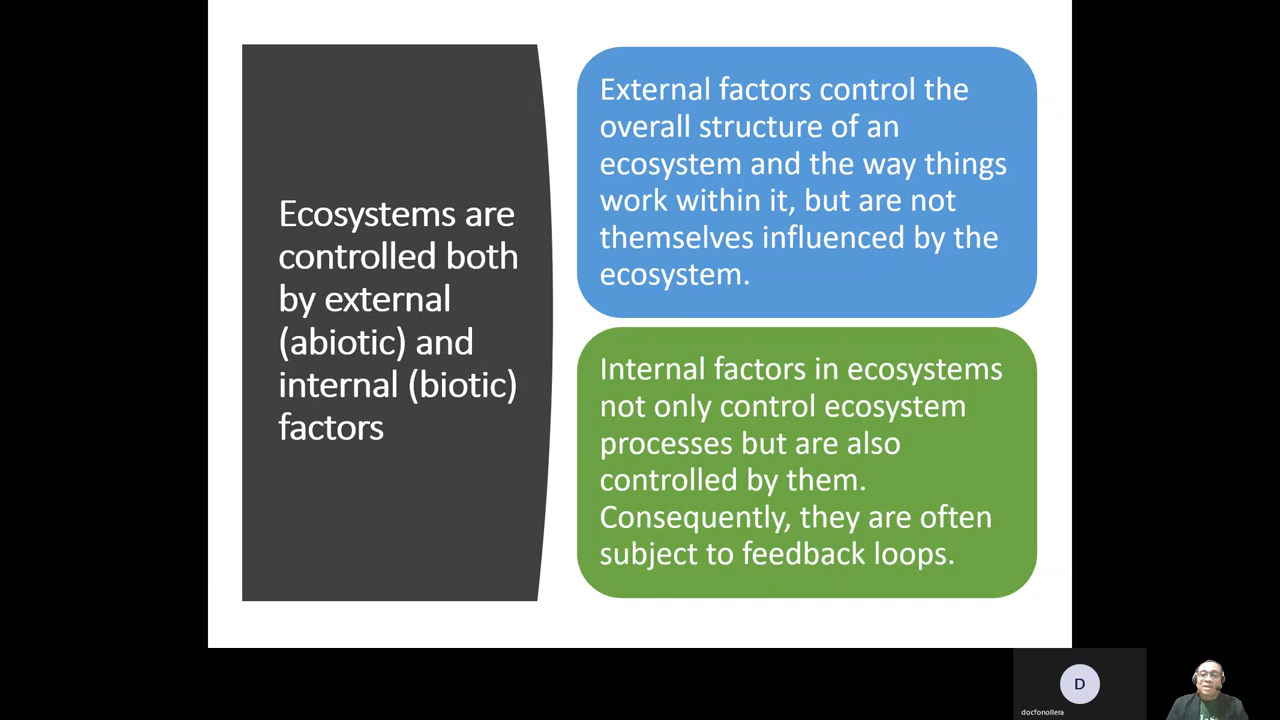 Ecosystems are
controlled both
by external
(abiotic) and
internal (biotic)
factors
External factors control the
overall structure of an
ecosystem and the way things
work within it, but are not
themselves influenced by the
ecosystem.
Internal factors in ecosystems
not only control ecosystem
processes but are also
controlled by them.
Consequently, they are often
subject to feedback loops.
D
docfonollera